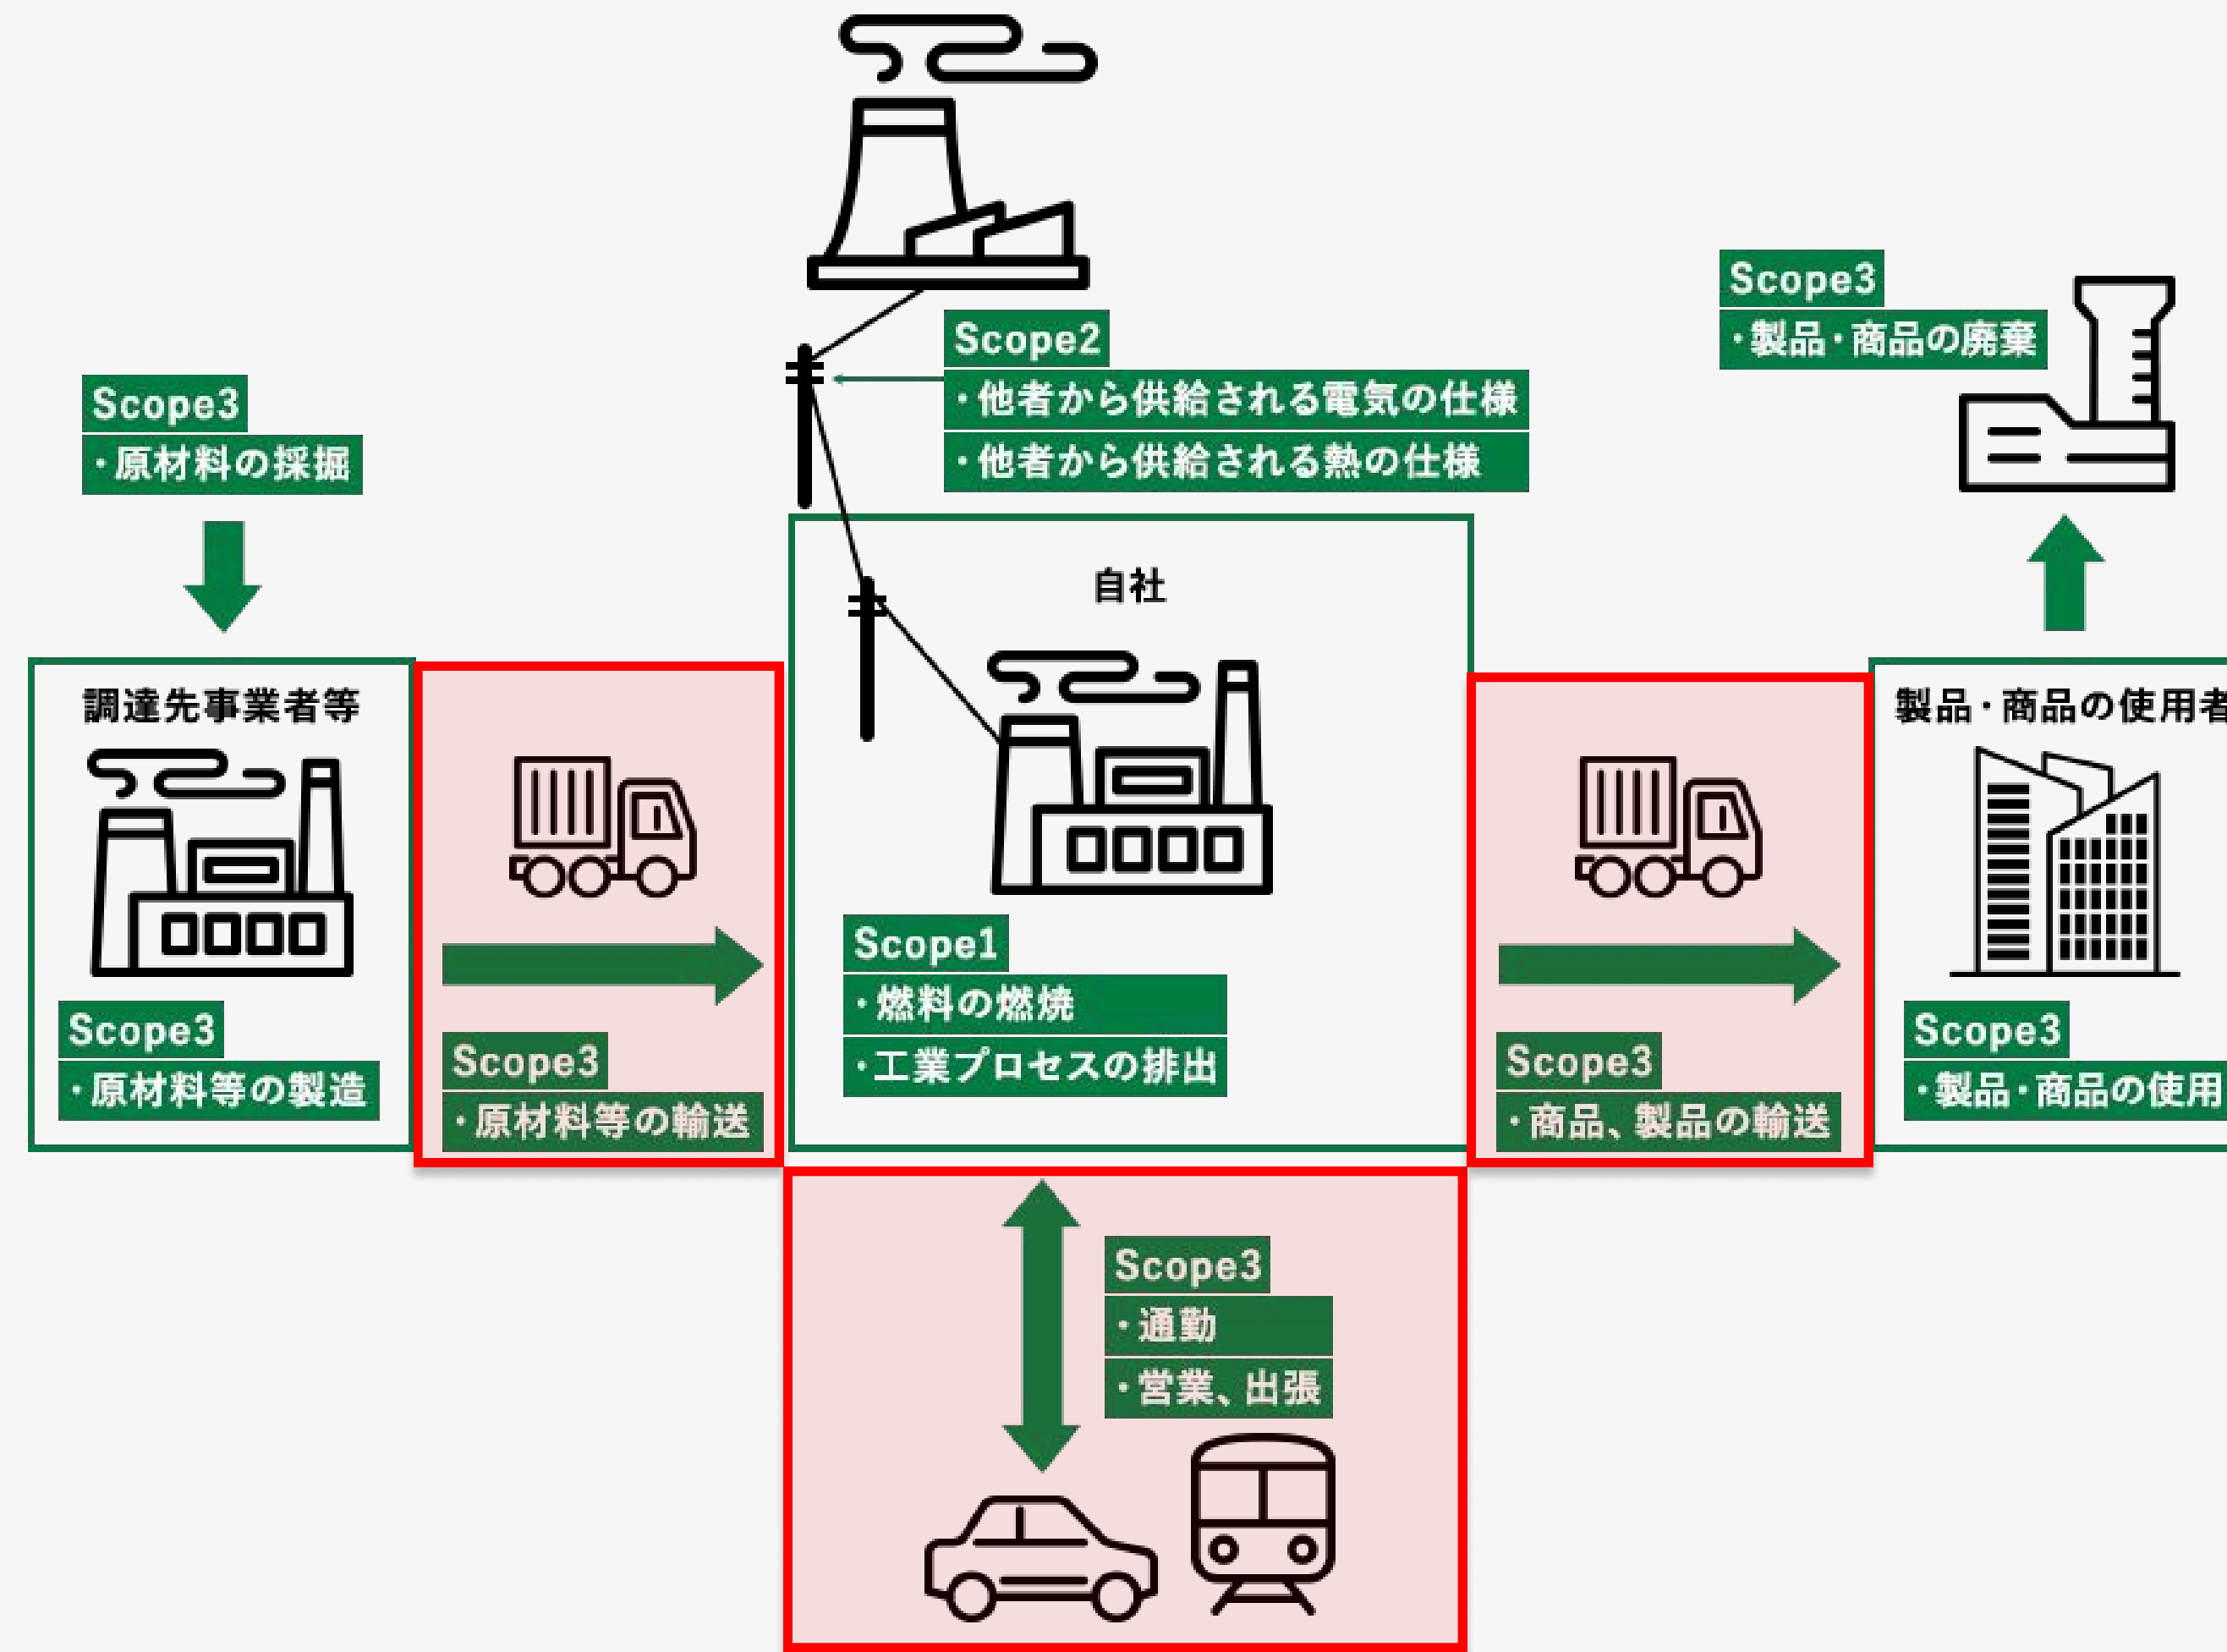 Scope3
・製品・商品の廃棄
Scope2
・他者から供給される電気の仕様
・他者から供給される熱の仕様
Scope3
・原材料の採掘
自社
調達先事業者等
製品・商品の使用者
Scope1
・燃料の燃焼
・工業プロセスの排出
Scope3
・原材料等の製造
Scope3
・原材料等の輸送
Scope3
・商品、製品の輸送
Scope3
・製品・商品の使用
Scope3
・通勤
・営業、出張